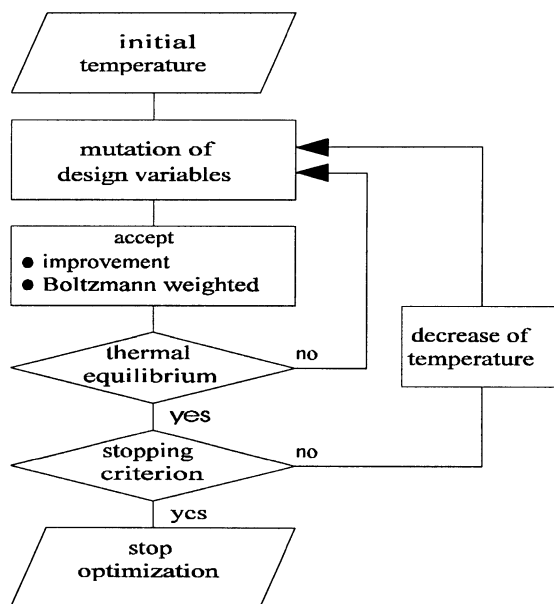 initial
temperature
mutation of
design variables
accept
● improvement
● Boltzmann weighted
thermal
equilibrium
no
decrease of
temperature
yes
stopping
criterion
no
yes
stop
optimization